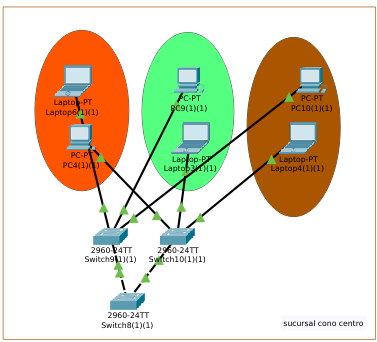 Laptop-PT
Laptop6(1)(1)
PC-PT
PC4(1)(1)
PC-PT
PC9(1)(1)
Laptop-PT
Laptop3(1)(1)
PC-PT
PC10(1)(1)
Laptop-PT
Laptop4(1)(1)
2960-24TT
Switch9(1)(1)
2960-24TT
Switch10(1)(1)
2960-24TT
Switch8(1)(1)
sucursal cono centro